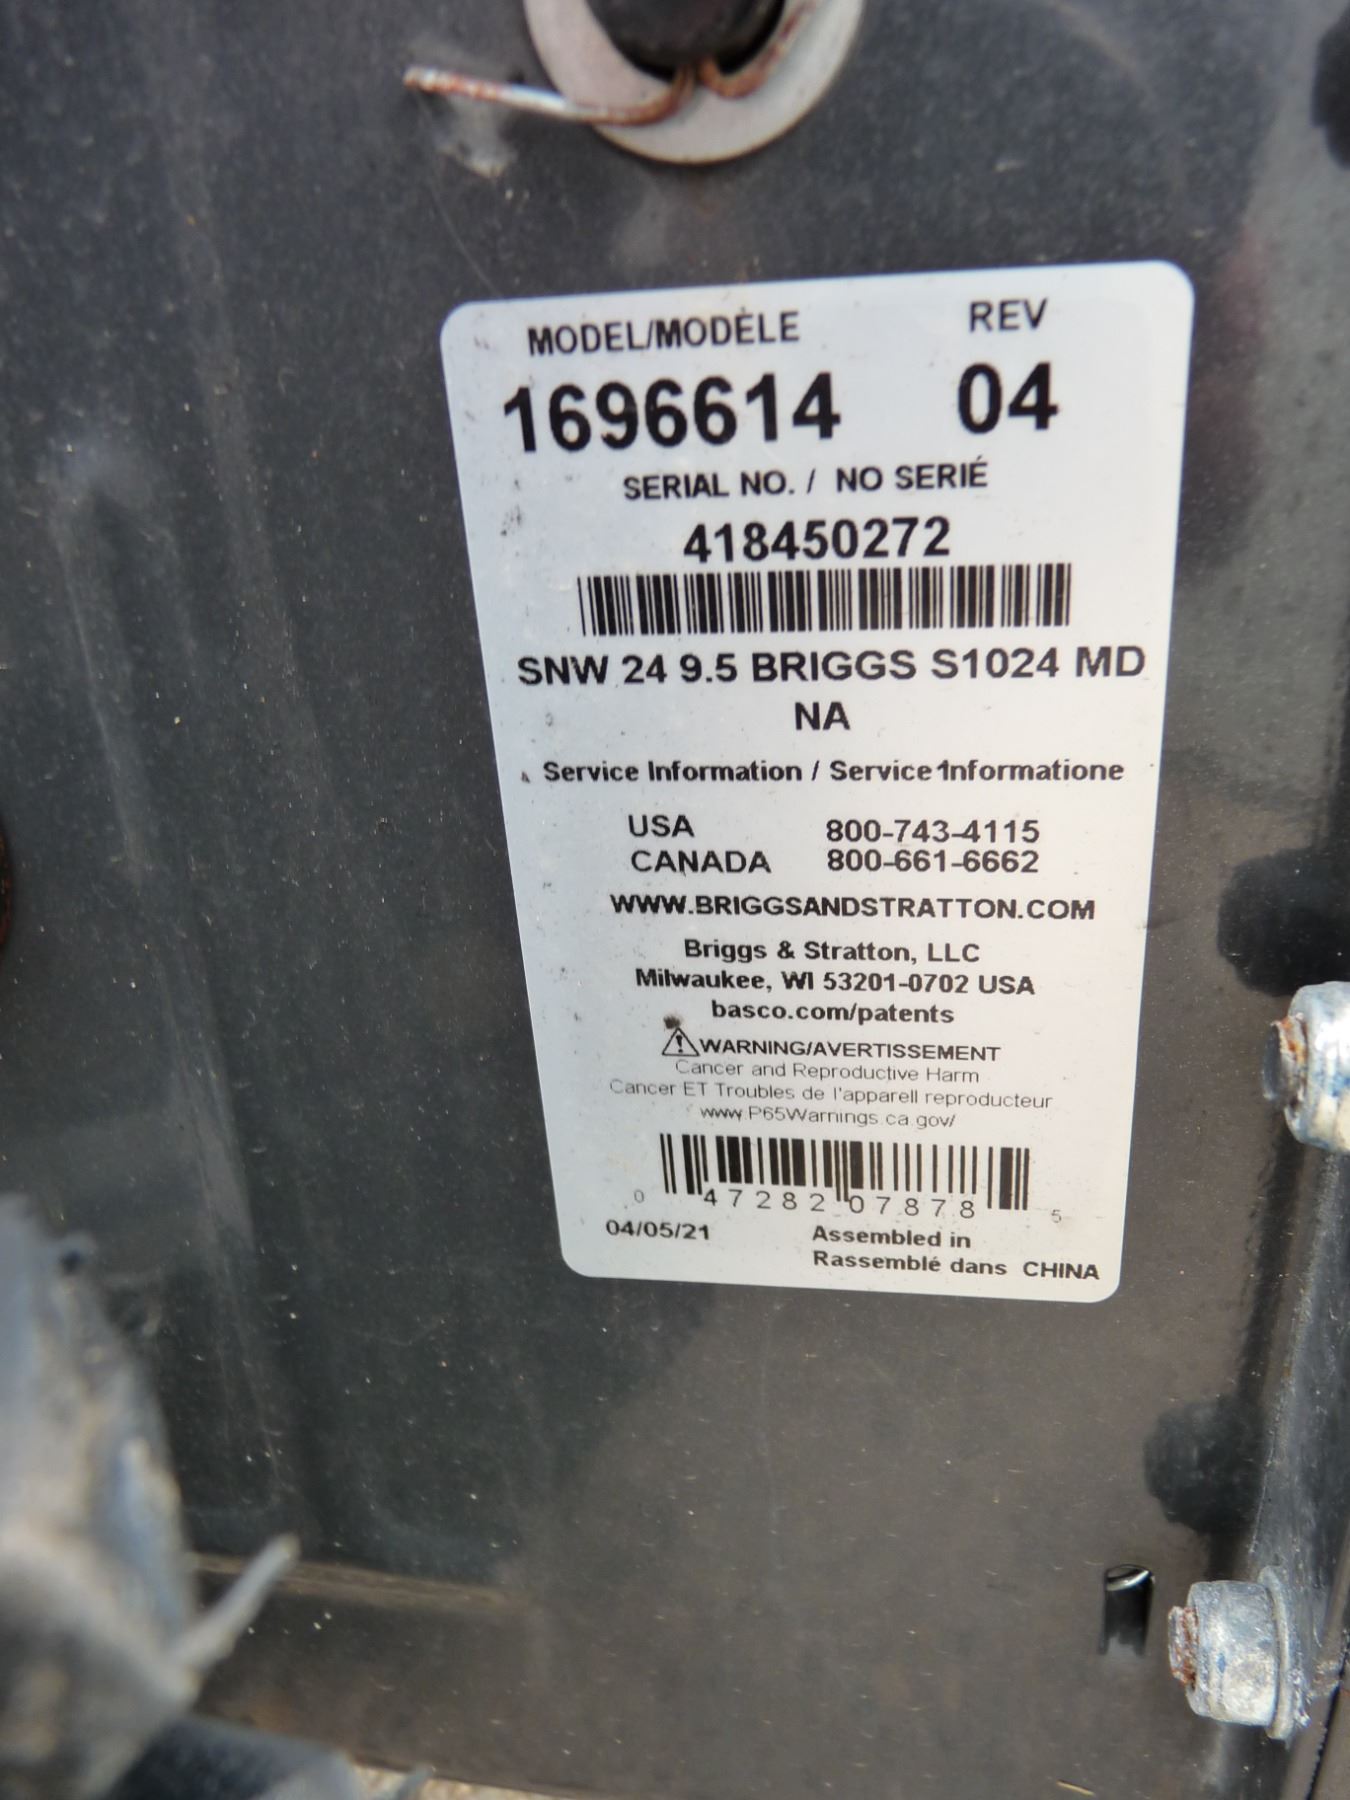 MODEL/MODÈLE REV
1696614 04
SERIAL NO. / NO SERIÉ
418450272
SNW 24 9.5 BRIGGS S1024 MD
NA
Service Information / Service Informatione
USA 800-743-4115
CANADA 800-661-6662
WWW.BRIGGSANDSTRATTON.COM
Briggs & Stratton, LLC
Milwaukee, WI 53201-0702 USA
basco.com/patents
WARNING/AVERTISSEMENT
Cancer and Reproductive Harm
Cancer ET Troubles de l'apparell reproducteur
www.P65Warnings.ca.gov/
0 47282 07878 5
04/05/21 Assembled in
Rassemblé dans CHINA